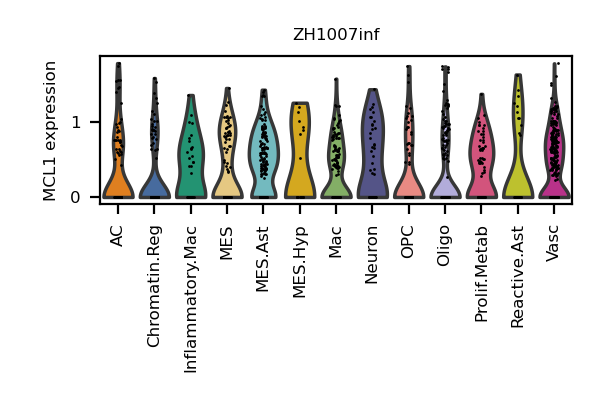 ZH1007inf
MCL1 expression
1
0
AC
Chromatin.Reg
Inflammatory.Mac
MES
MES.Ast
MES.Hyp
Mac
Neuron
OPC
Oligo
Prolif.Metab
Reactive.Ast
Vasc